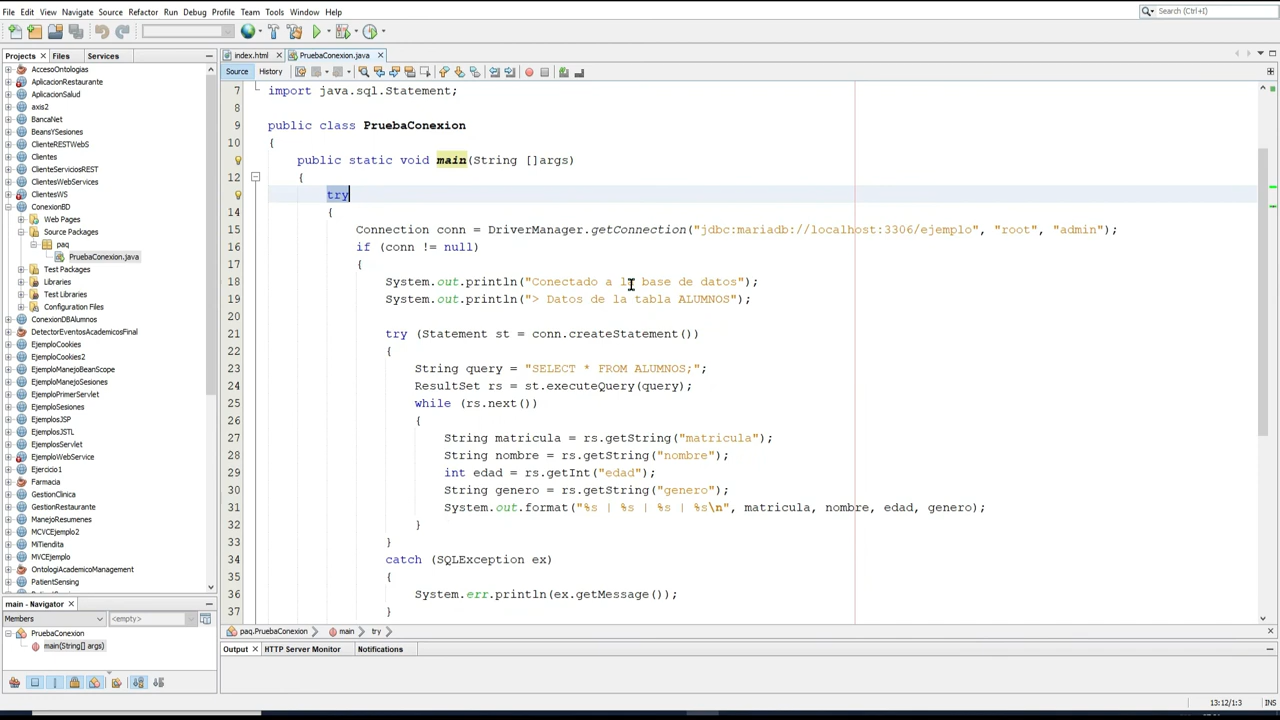 File Edit View Navigate Source Refactor Run Debug Profile Team Tools Window Help
Search (Ctrl+I)
Projects Files Services
index.html PruebaConexion.java
Source History
AccesoOntologias
AplicacionRestaurante
AplicacionSalud
axis2
BancaNet
BeansYSesiones
ClienteRESTWebS
Clientes
ClienteServiciosREST
ClientesWebServices
ClientesWS
ConexionBD
Web Pages
Source Packages
paq
PruebaConexion.java
Test Packages
Libraries
Test Libraries
Configuration Files
ConexionDBAlumnos
DetectorEventosAcademicosFinal
EjemploCookies
EjemploCookies2
EjemploManejoBeanScope
EjemploManejoSesiones
EjemploPrimerServlet
EjemploSesiones
EjemplosJSP
EjemplosJSTL
EjemplosServlet
EjemploWebService
Ejercicio1
Farmacia
GestionClinica
GestionRestaurante
ManejoResumenes
MCVCEjemplo2
MiTiendita
MVCEjemplo
OntologiAcademicoManagement
PatientSensing
7 import java.sql.Statement;
8
9 public class PruebaConexion
10 {
public static void main(String []args)
12 {
try
14 {
15 Connection conn = DriverManager.getConnection("jdbc:mariadb://localhost:3306/ejemplo", "root", "admin");
16 if (conn != null)
17 {
18 System.out.println("Conectado a la base de datos");
19 System.out.println("> Datos de la tabla ALUMNOS");
20
21 try (Statement st = conn.createStatement())
22 {
23 String query = "SELECT * FROM ALUMNOS;";
24 ResultSet rs = st.executeQuery(query);
25 while (rs.next())
26 {
27 String matricula = rs.getString("matricula");
28 String nombre = rs.getString("nombre");
29 int edad = rs.getInt("edad");
30 String genero = rs.getString("genero");
31 System.out.format("%s | %s | %s | %s\n", matricula, nombre, edad, genero);
32 }
33 }
34 catch (SQLException ex)
35 {
36 System.err.println(ex.getMessage());
37 }
main - Navigator
Members <empty>
PruebaConexion
main(String[] args)
paq.PruebaConexion main try
Output HTTP Server Monitor Notifications
13:12/1:3 INS